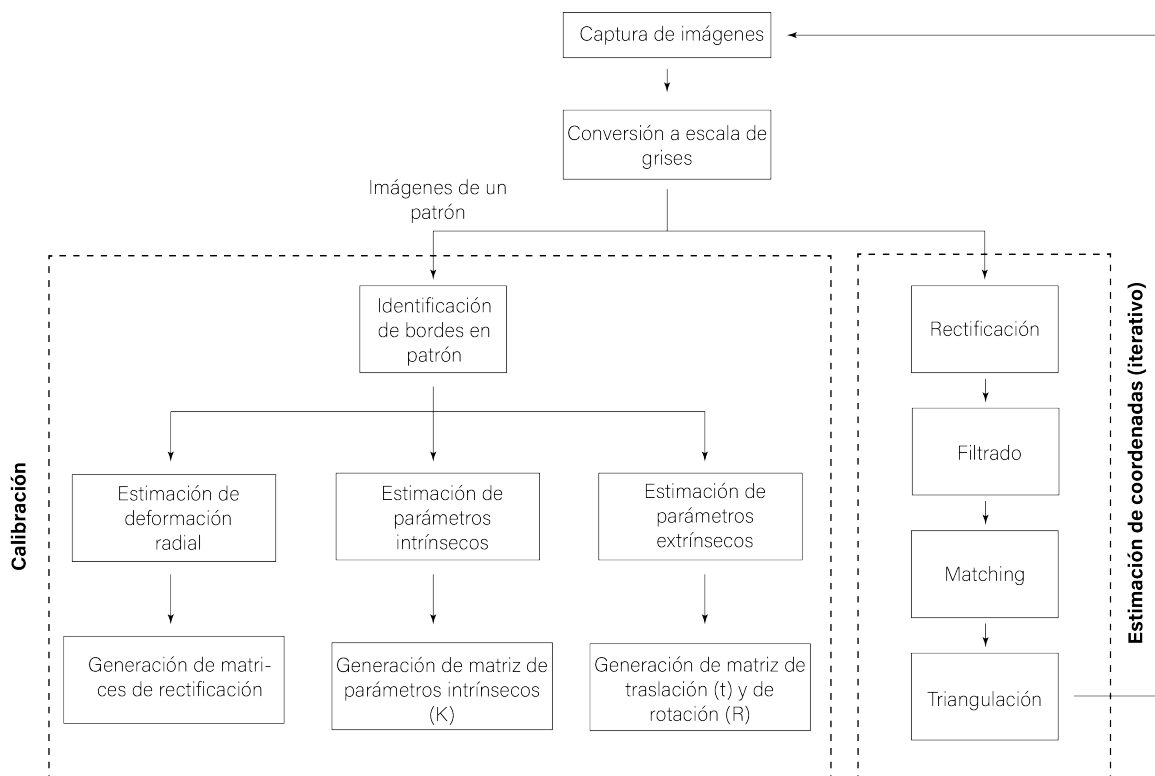 Captura de imágenes
Conversión a escala de
grises
Imágenes de un
patrón
Calibración
Identificación
de bordes en
patrón
Estimación de
deformación
radial
Estimación de
parámetros
intrínsecos
Estimación de
parámetros
extrínsecos
Generación de matri-
ces de rectificación
Generación de matriz de
parámetros intrínsecos
(K)
Generación de matriz de
traslación (t) y de
rotación (R)
Rectificación
Filtrado
Matching
Triangulación
Estimación de coordenadas (iterativo)